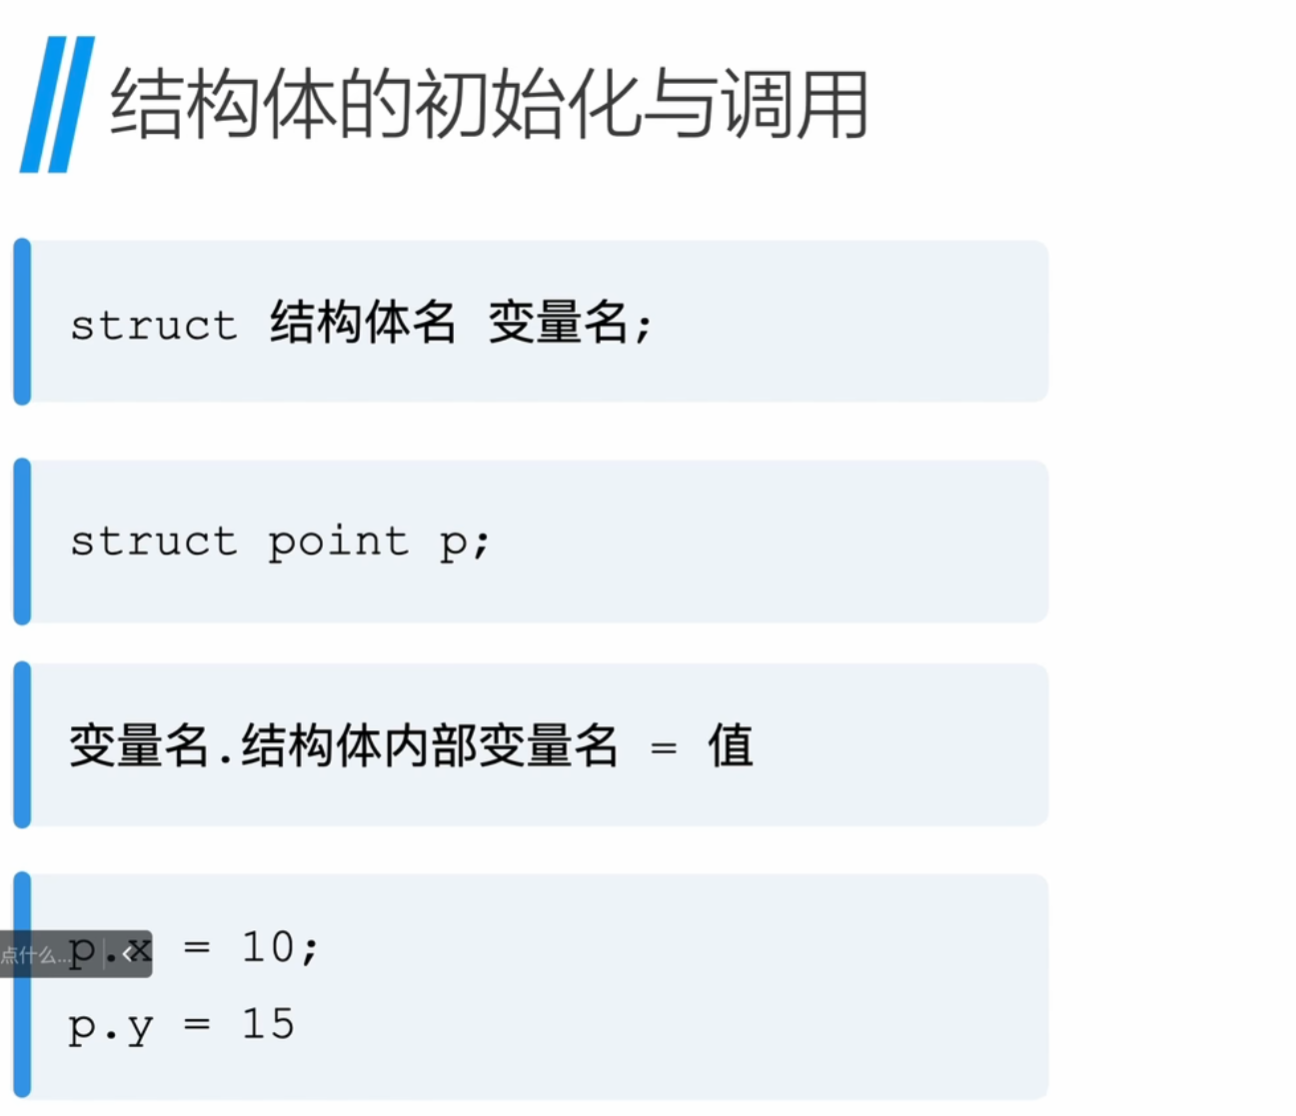 结构体的初始化与调用
struct 结构体名 变量名;
struct point p;
变量名.结构体内部变量名 = 值
p.x = 10;
点什么...
p.y = 15